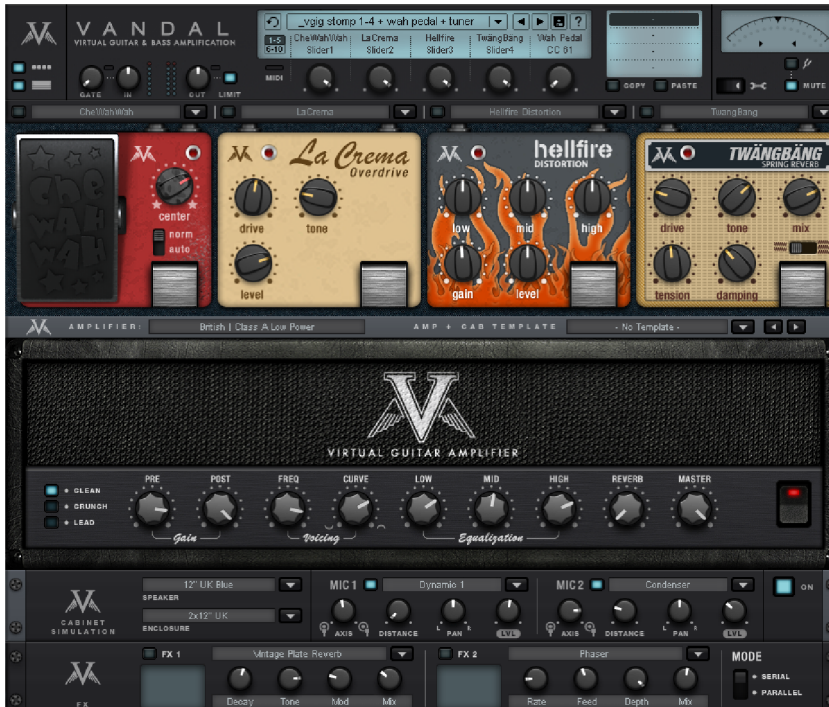 VANDAL
VIRTUAL GUITAR & BASS AMPLIFICATION
GATE IN OUT LIMIT
_vgig stomp 1-4 + wah pedal + tuner ?
1-5 CheWahWah LaCrema Hellfire TwängBäng Wah Pedal
6-10 Slider1 Slider2 Slider3 Slider4 CC 81
MIDI
COPY PASTE
MUTE
CheWahWah LaCrema Hellfire Distortion TwangBang
Che Wah Wah
center
norm
auto
La Crema
Overdrive
drive tone
level
hellfire
DISTORTION
low mid high
gain level
TWÄNGBÄNG
SPRING REVERB
drive tone mix
tension damping
AMPLIFIER: British | Class A Low Power AMP + CAB TEMPLATE - No Template -
VIRTUAL GUITAR AMPLIFIER
CLEAN
CRUNCH
LEAD
PRE POST FREQ CURVE LOW MID HIGH REVERB MASTER
Gain Voicing Equalization
CABINET SIMULATION
12" UK Blue
SPEAKER
2x12" UK
ENCLOSURE
MIC 1 Dynamic 1
AXIS DISTANCE L PAN R LVL
MIC 2 Condenser
AXIS DISTANCE L PAN R LVL
ON
FX
FX 1 Vintage Plate Reverb
Decay Tone Mod Mix
FX 2 Phaser
Rate Feed Depth Mix
MODE
SERIAL
PARALLEL